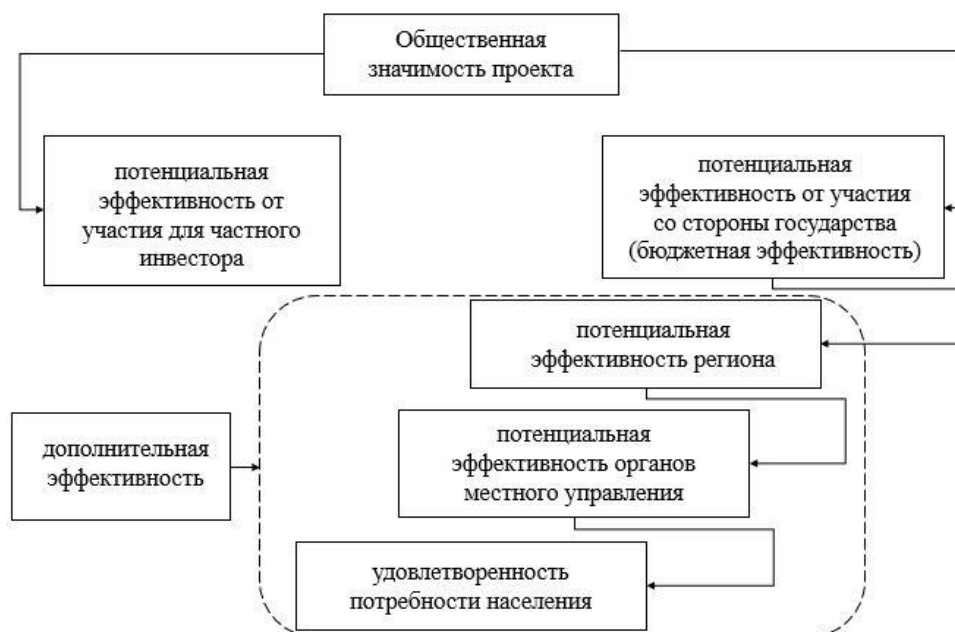 Общественная
значимость проекта
потенциальная
эффективность от
участия для частного
инвестора
потенциальная
эффективность от участия
со стороны государства
(бюджетная эффективность)
потенциальная
эффективность региона
дополнительная
эффективность
потенциальная
эффективность органов
местного управления
удовлетворенность
потребности населения